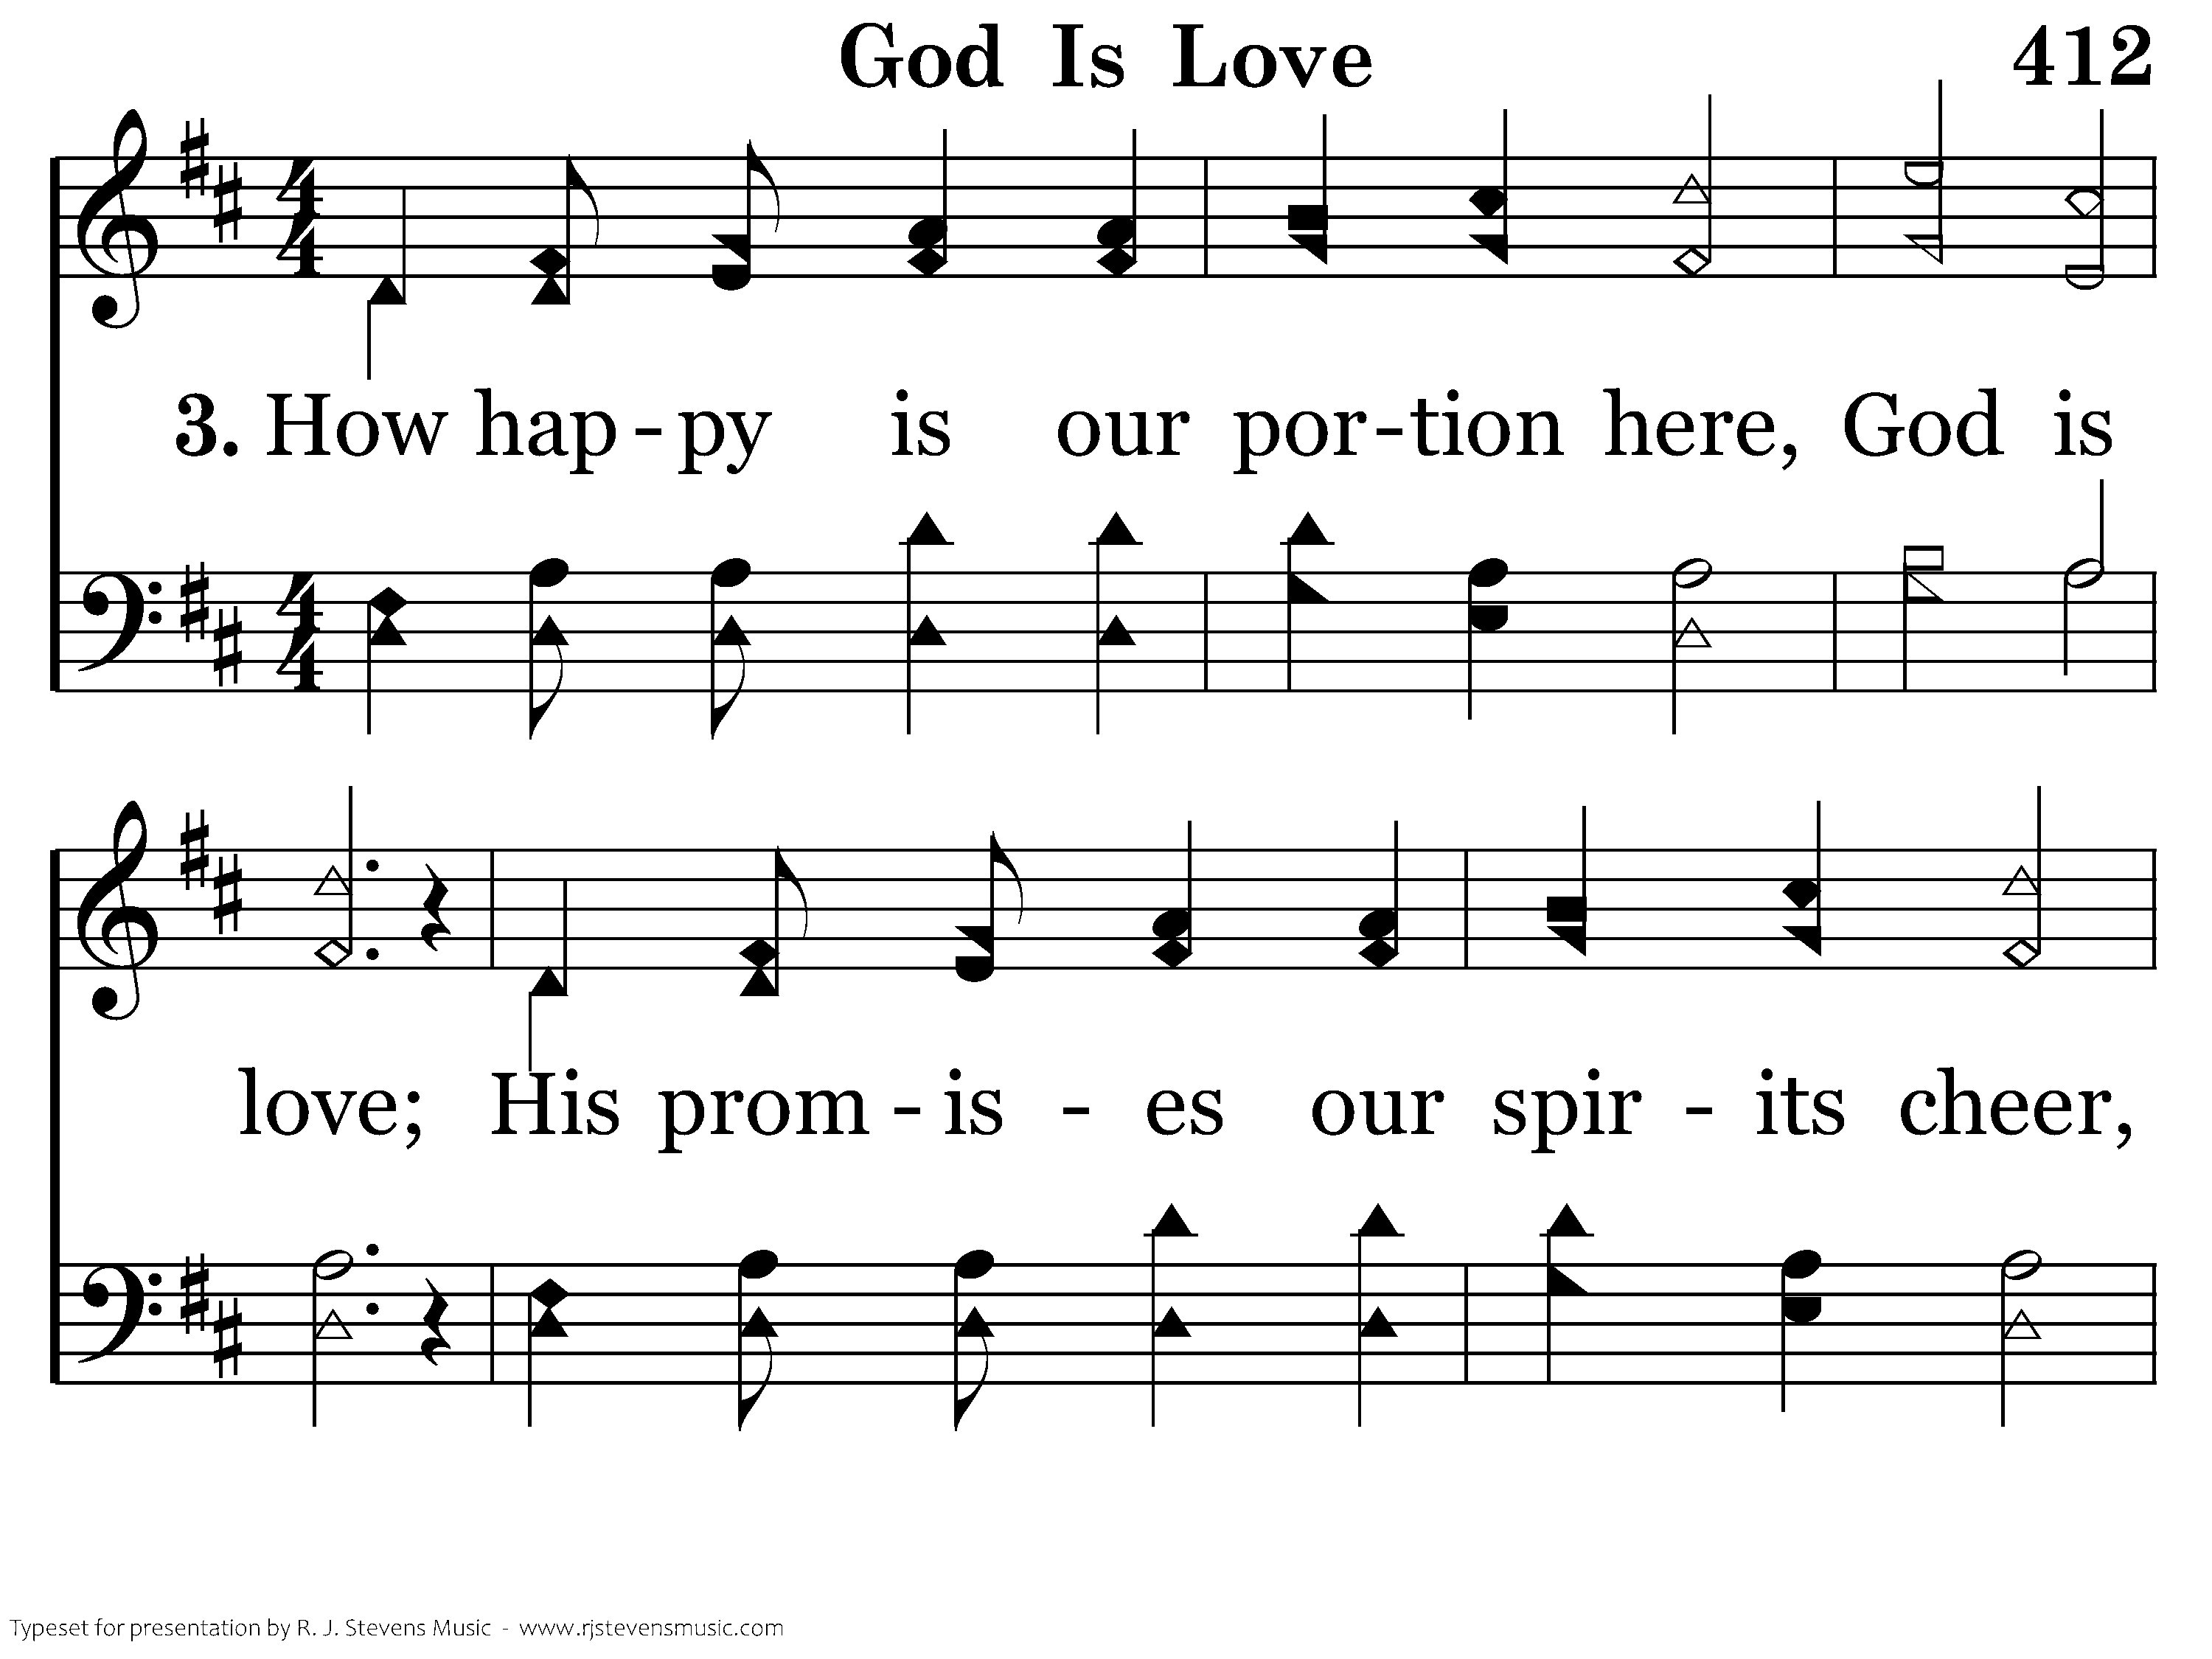 God Is Love 412
3. How hap - py is our por - tion here, God is
love; His prom - is - es our spir - its cheer,
Typeset for presentation by R. J. Stevens Music - www.rjstevensmusic.com